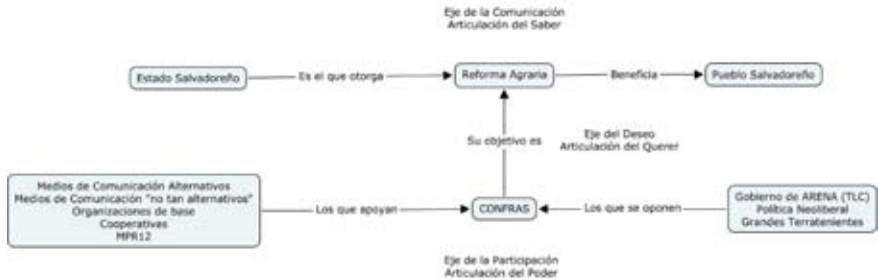 Eje de la Comunicación
Articulación del Saber
Estado Salvadoreño
Es el que otorga
Reforma Agraria
Beneficia
Pueblo Salvadoreño
Su objetivo es
Eje del Deseo
Articulación del Querer
Medios de Comunicación Alternativos
Medios de Comunicación "no tan alternativos"
Organizaciones de base
Cooperativas
MPR12
Los que apoyan
CONFRAS
Los que se oponen
Gobierno de ARENA (TLC)
Política Neoliberal
Grandes Terratenientes
Eje de la Participación
Articulación del Poder